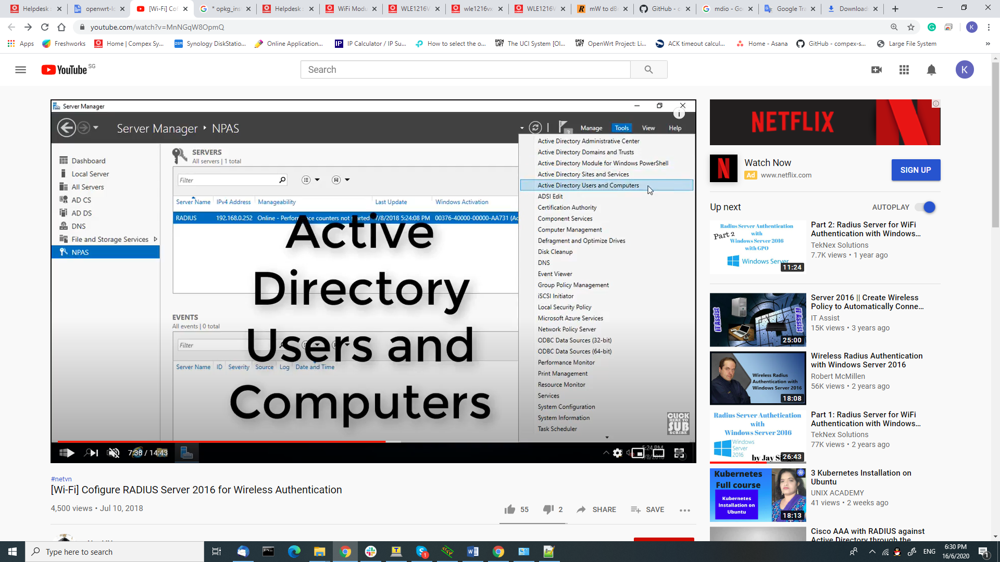 Helpdesk
openwrt-lo
[Wi-Fi] Cof
* opkg_ins
Helpdesk
WiFi Modu
WLE1216V
wle1216vx
WLE1216V
mW to dB
GitHub - c
mdio - Go
Google Tra
Download
youtube.com/watch?v=MnNGqW8OpmQ
K
Apps
Freshworks
Home | Compex Sy...
Synology DiskStatio...
Online Application...
IP Calculator / IP Su...
How to select the o...
The UCI System [Ol...
OpenWrt Project: Li...
ACK timeout calcul...
Home - Asana
GitHub - compex-s...
Large File System
»
YouTube SG
Search
K
Server Manager
Server Manager • NPAS
Manage
Tools
View
Help
Dashboard
Local Server
All Servers
AD CS
AD DS
DNS
File and Storage Services
NPAS
SERVERS
All servers | 1 total
Filter
Server Name
IPv4 Address
Manageability
Last Update
Windows Activation
RADIUS
192.168.0.252
Online - Performance counters not started
7/8/2018 5:24:08 PM
00376-40000-00000-AA731 (Ac
EVENTS
All events | 0 total
Filter
Server Name
ID
Severity
Source
Log
Date and Time
Active
Directory
Users and
Computers
Active Directory Administrative Center
Active Directory Domains and Trusts
Active Directory Module for Windows PowerShell
Active Directory Sites and Services
Active Directory Users and Computers
ADSI Edit
Certification Authority
Component Services
Computer Management
Defragment and Optimize Drives
Disk Cleanup
DNS
Event Viewer
Group Policy Management
iSCSI Initiator
Local Security Policy
Microsoft Azure Services
Network Policy Server
ODBC Data Sources (32-bit)
ODBC Data Sources (64-bit)
Performance Monitor
Print Management
Resource Monitor
Services
System Configuration
System Information
Task Scheduler
CLICK
HERE TO
SUB
SCRIBE
7:38 / 14:43
5:24 PM
#netvn
[Wi-Fi] Cofigure RADIUS Server 2016 for Wireless Authentication
4,500 views • Jul 10, 2018
55
2
SHARE
SAVE
NETFLIX
Watch Now
Ad www.netflix.com
SIGN UP
Up next
AUTOPLAY
Radius Server Authentication
with
Part 2
Windows Server 2016
with GPO
Windows Server
11:24
Part 2: Radius Server for WiFi
Authentication with Windows...
TekNex Solutions
7.7K views • 1 year ago
IT Assist
IT Assist
25:00
Server 2016 || Create Wireless
Policy to Automatically Conne...
IT Assist
15K views • 3 years ago
Wireless Radius
Authentication with
Windows Server 2016
18:08
Wireless Radius Authentication
with Windows Server 2016
Robert McMillen
56K views • 2 years ago
Radius Server Authetication
with
Windows Server 2016
Windows
Server
2016
by Jay
26:43
Part 1: Radius Server for WiFi
Authentication with Windows...
TekNex Solutions
77K views • 2 years ago
Kubernetes
Full course
Kubernetes
Installation on
Ubuntu
18:13
3 Kubernetes Installation on
Ubuntu
UNIX ACADEMY
41 views • 2 weeks ago
Cisco AAA with RADIUS against
Active Directory through the
Type here to search
ENG
6:30 PM
16/6/2020